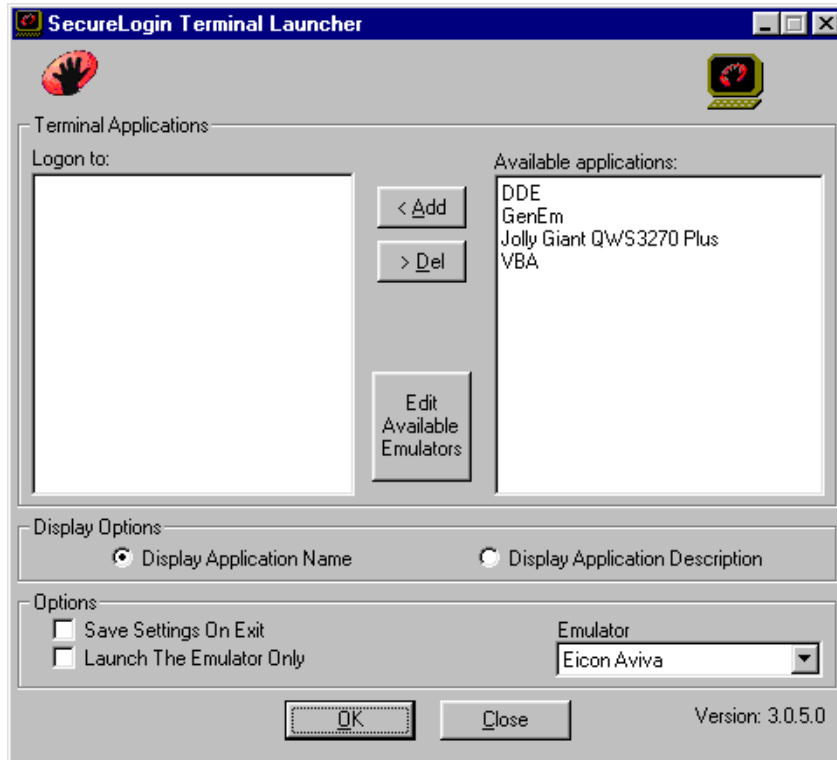 SecureLogin Terminal Launcher
Terminal Applications
Logon to:
Available applications:
< Add
> Del
Edit
Available
Emulators
DDE
GenEm
Jolly Giant QWS3270 Plus
VBA
Display Options
Display Application Name
Display Application Description
Options
Save Settings On Exit
Launch The Emulator Only
Emulator
Eicon Aviva
OK
Close
Version: 3.0.5.0